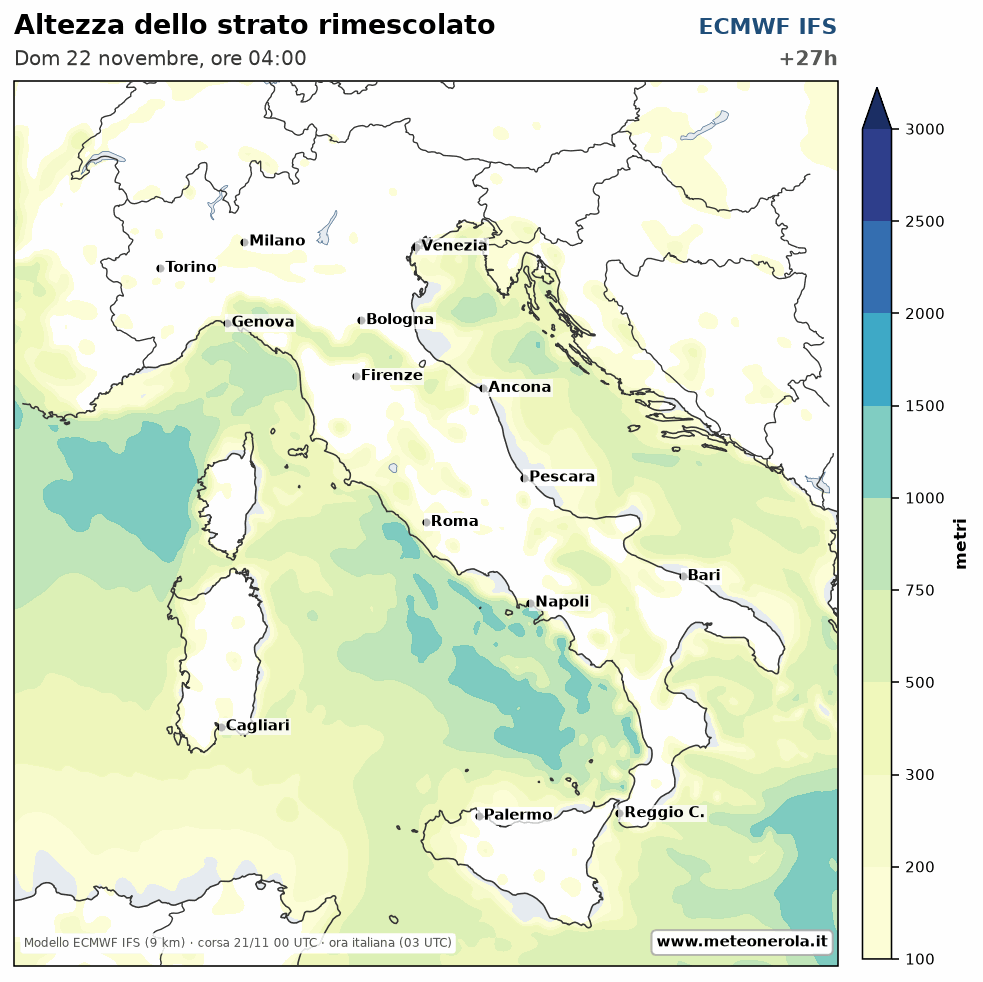 Altezza dello strato rimescolato
ECMWF IFS
Dom 22 novembre, ore 04:00
+27h
3000
2500
2000
1500
1000
750
500
300
200
100
metri
Milano
Venezia
Torino
Genova
Bologna
Firenze
Ancona
Pescara
Roma
Bari
Napoli
Cagliari
Palermo
Reggio C.
Modello ECMWF IFS (9 km) · corsa 21/11 00 UTC · ora italiana (03 UTC)
www.meteonerola.it